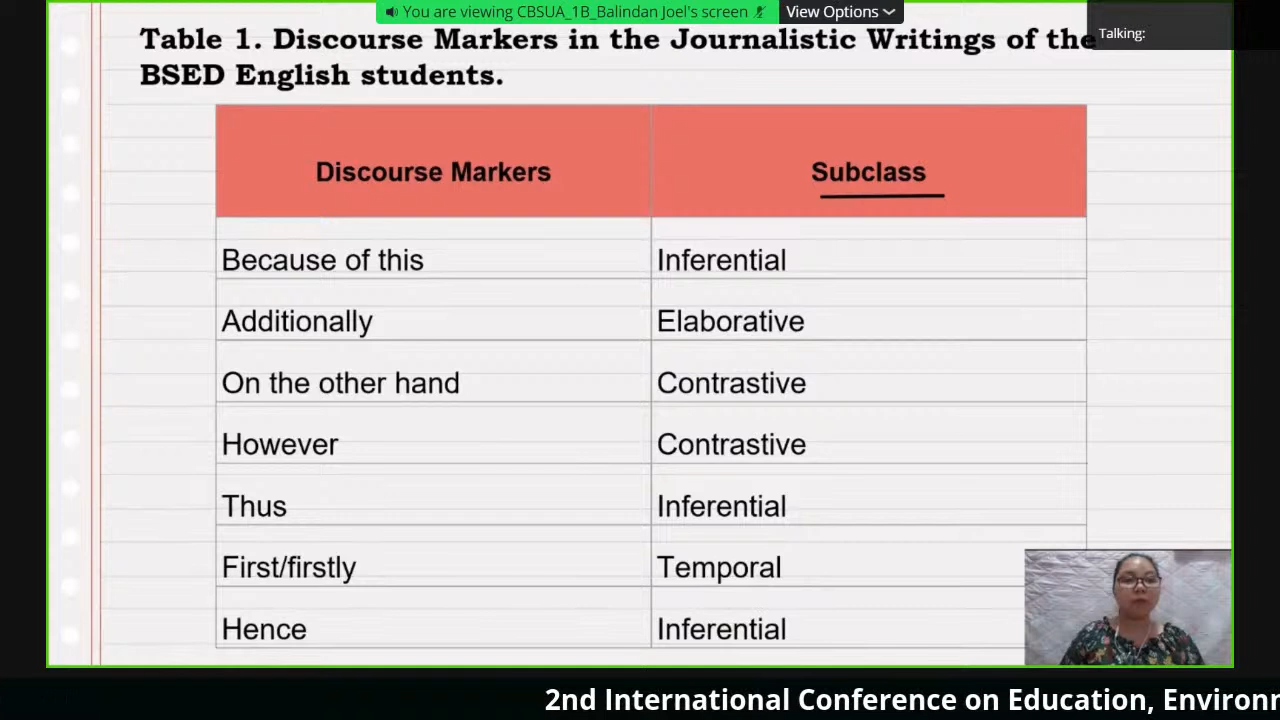 You are viewing CBSUA_1B_Balindan Joel's screen
View Options
Talking:
Table 1. Discourse Markers in the Journalistic Writings of the
BSED English students.
Discourse Markers Subclass
Because of this Inferential
Additionally Elaborative
On the other hand Contrastive
However Contrastive
Thus Inferential
First/firstly Temporal
Hence Inferential
2nd International Conference on Education, Environ